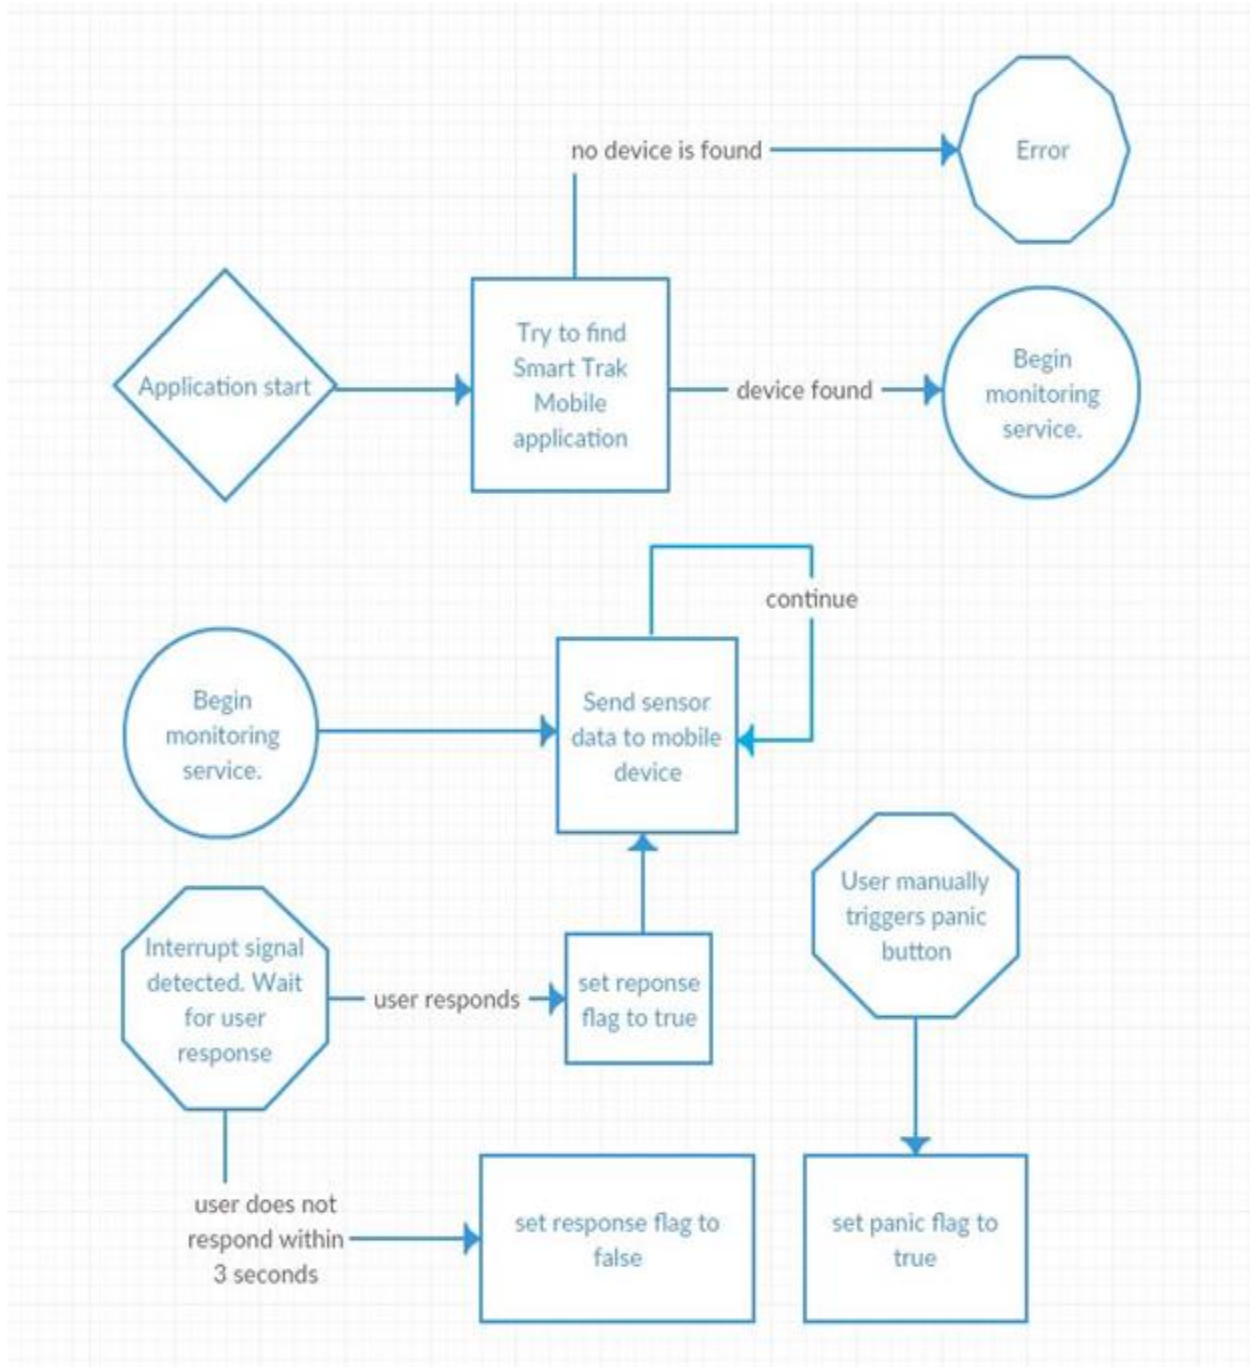 no device is found
Error
Application start
Try to find
Smart Trak
Mobile
application
device found
Begin
monitoring
service.
continue
Begin
monitoring
service.
Send sensor
data to mobile
device
User manually
triggers panic
button
Interrupt signal
detected. Wait
for user
response
user responds
set reponse
flag to true
user does not
respond within
3 seconds
set response flag to
false
set panic flag to
true